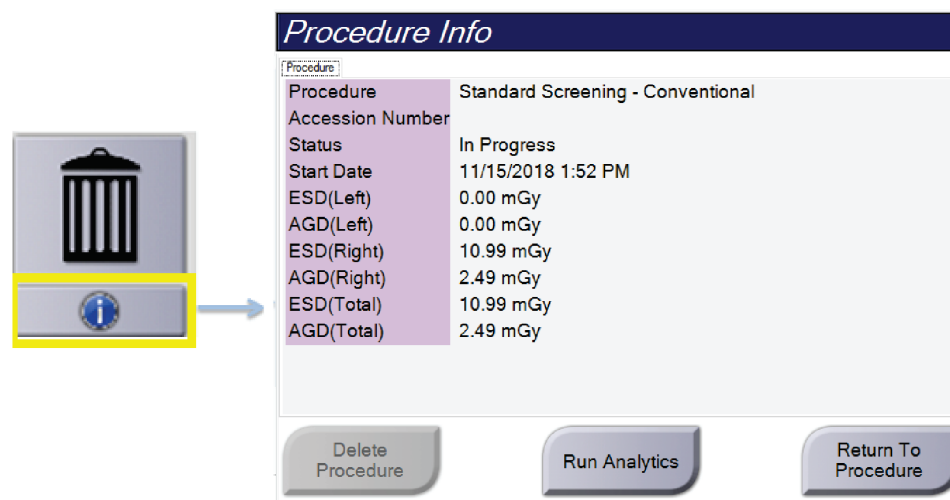 Procedure Info
Procedure
Procedure Standard Screening - Conventional
Accession Number
Status In Progress
Start Date 11/15/2018 1:52 PM
ESD(Left) 0.00 mGy
AGD(Left) 0.00 mGy
ESD(Right) 10.99 mGy
AGD(Right) 2.49 mGy
ESD(Total) 10.99 mGy
AGD(Total) 2.49 mGy
i
Delete
Procedure
Run Analytics
Return To
Procedure